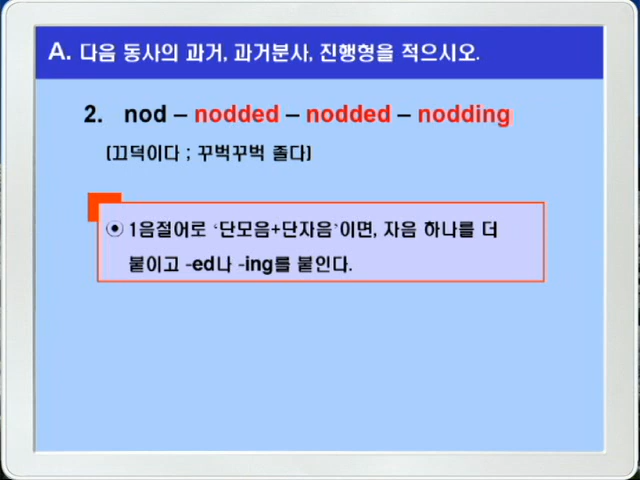 A. 다음 동사의 과거, 과거분사, 진행형을 적으시오.
2. nod – nodded – nodded – nodding
(끄덕이다 ; 꾸벅꾸벅 졸다)
⊙ 1음절어로 ‘단모음+단자음’이면, 자음 하나를 더
붙이고 -ed나 -ing를 붙인다.